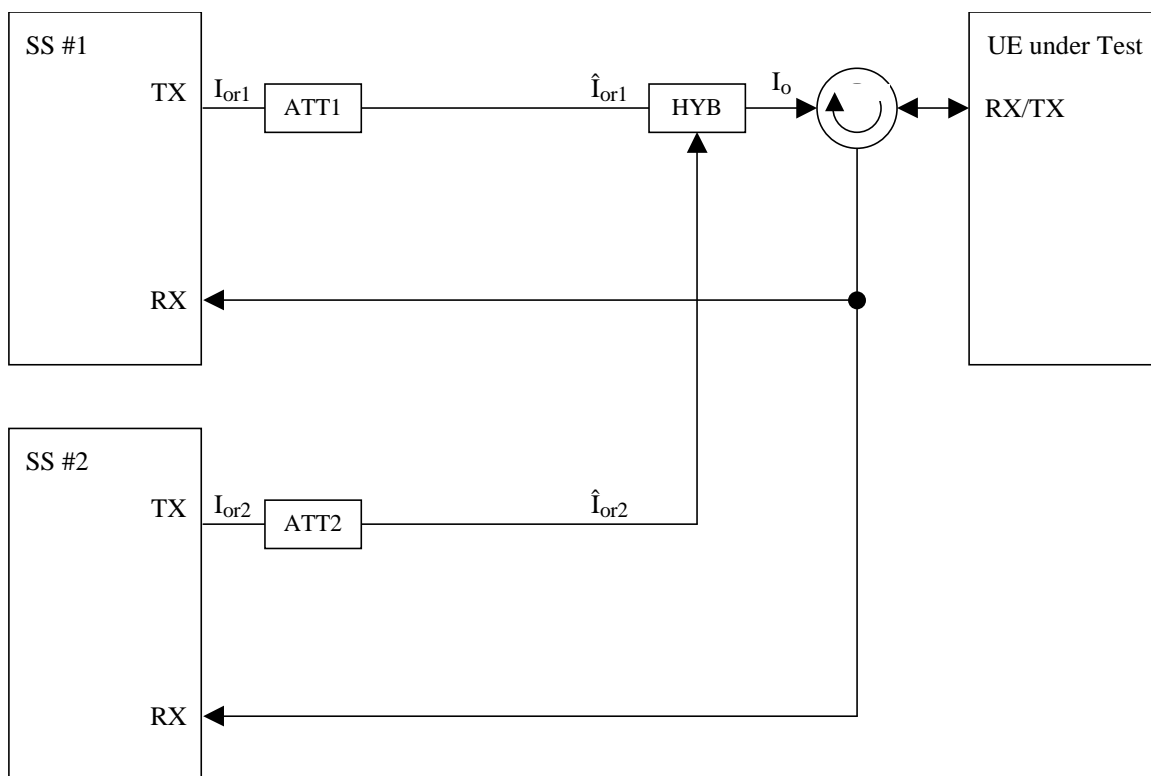 SS #1
UE under Test
TX
I_or1
ATT1
Î_or1
HYB
I_o
RX/TX
RX
SS #2
TX
I_or2
ATT2
Î_or2
RX